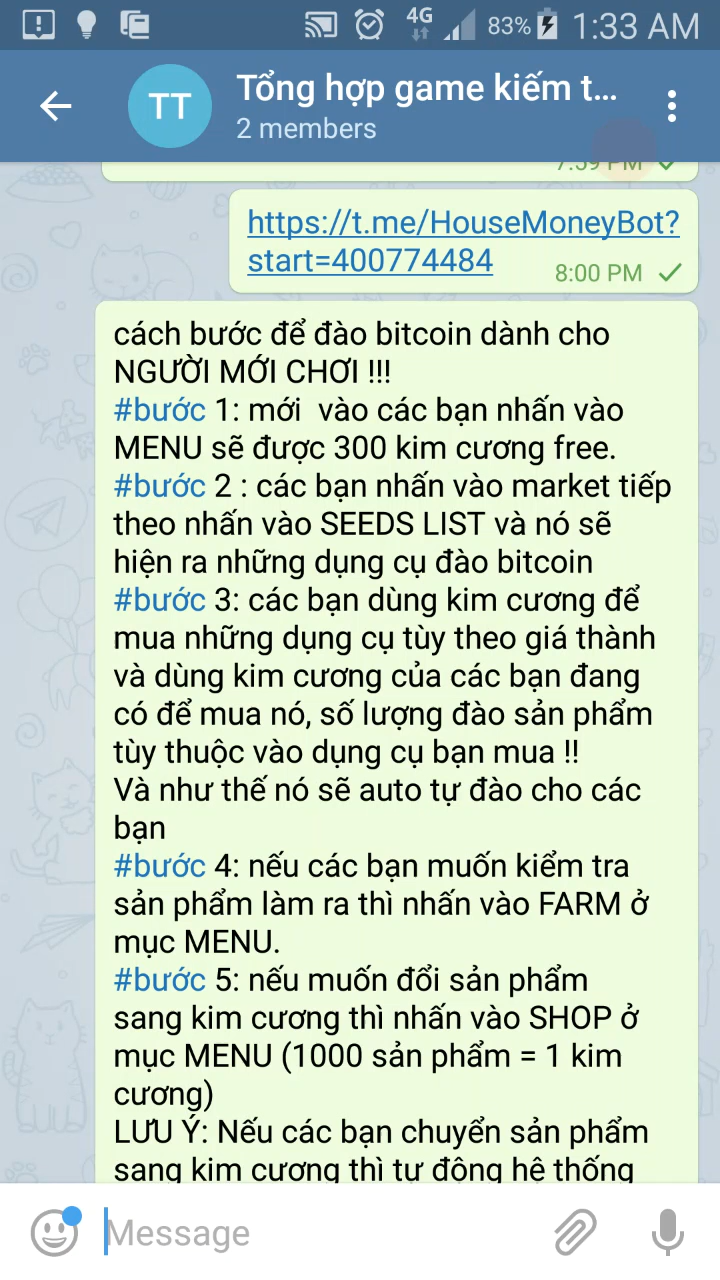 4G 83% 1:33 AM
TT
Tổng hợp game kiếm t...
2 members
7:59 PM
https://t.me/HouseMoneyBot?
start=400774484
8:00 PM
cách bước để đào bitcoin dành cho
NGƯỜI MỚI CHƠI !!!
#bước 1: mới  vào các bạn nhấn vào
MENU sẽ được 300 kim cương free.
#bước 2 : các bạn nhấn vào market tiếp
theo nhấn vào SEEDS LIST và nó sẽ
hiện ra những dụng cụ đào bitcoin
#bước 3: các bạn dùng kim cương để
mua những dụng cụ tùy theo giá thành
và dùng kim cương của các bạn đang
có để mua nó, số lượng đào sản phẩm
tùy thuộc vào dụng cụ bạn mua !!
Và như thế nó sẽ auto tự đào cho các
bạn
#bước 4: nếu các bạn muốn kiểm tra
sản phẩm làm ra thì nhấn vào FARM ở
mục MENU.
#bước 5: nếu muốn đổi sản phẩm
sang kim cương thì nhấn vào SHOP ở
mục MENU (1000 sản phẩm = 1 kim
cương)
LƯU Ý: Nếu các bạn chuyển sản phẩm
sang kim cương thì tự động hệ thống
Message